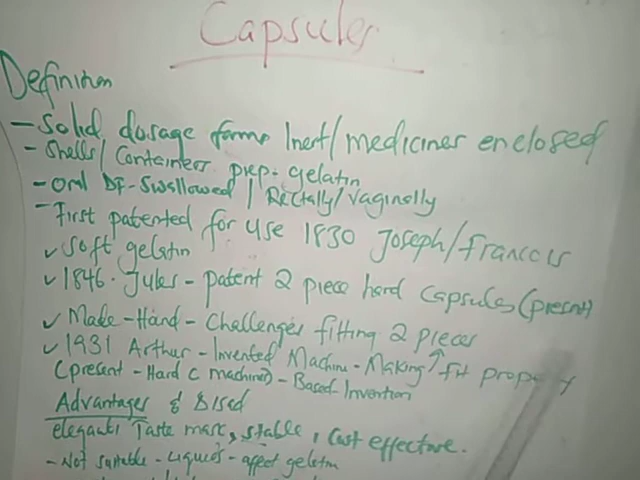 Capsules
Definition
- Solid dosage forms Inert/medicines enclosed
- Shells/Containers prep. gelatin
- Oral DF - Swallowed / Rectally/vaginally
- First patented for use 1830 Joseph/Francois
✓ soft gelatin
✓ 1846. Jules - patent 2 piece hard capsules (present)
✓ Made - Hand - Challenges fitting 2 pieces
✓ 1931 Arthur - Invented Machine - Making ↑ fit properly
(present - Hard C machined) - Based Invention
Advantages & Disad
elegant, Taste mask, stable, Cost effective.
- Not suitable - Liquids - affect gelatin